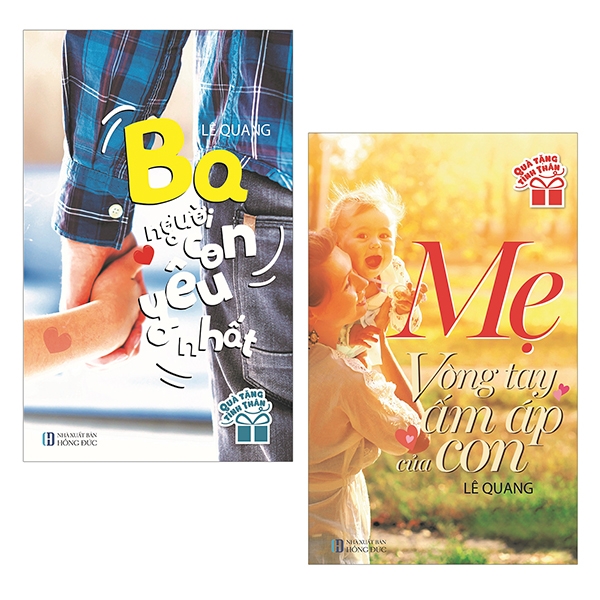 LÊ QUANG
Ba
người
con
yêu
nhất
QUÀ TẶNG
TINH THẦN
NHÀ XUẤT BẢN
HỒNG ĐỨC
QUÀ TẶNG
TINH THẦN
Mẹ
Vòng tay
ấm áp
của con
LÊ QUANG
NHÀ XUẤT BẢN
HỒNG ĐỨC